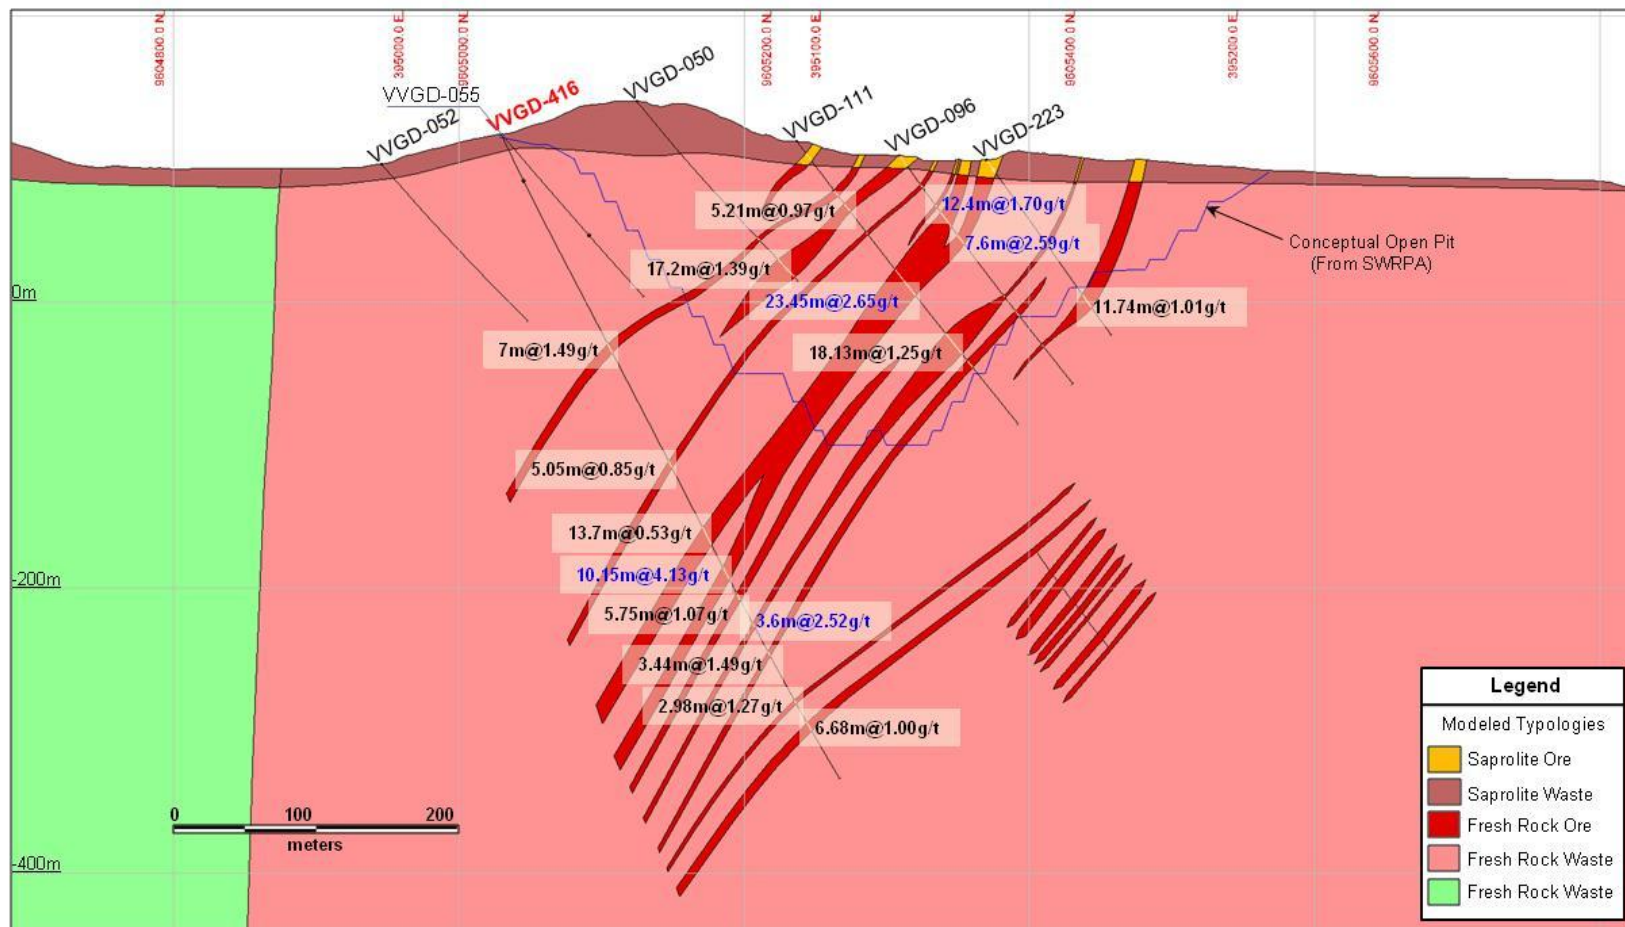 9604800.0 N.
395000.0 E.
9605000.0 N.
9605200.0 N.
395100.0 E.
9605400.0 N.
395200.0 E.
9605600.0 N.
VVGD-052
VVGD-055
VVGD-416
VVGD-050
VVGD-111
VVGD-096
VVGD-223
5.21m@0.97g/t
12.4m@1.70g/t
7.6m@2.59g/t
Conceptual Open Pit
(From SWRPA)
17.2m@1.39g/t
0m
23.45m@2.65g/t
11.74m@1.01g/t
7m@1.49g/t
18.13m@1.25g/t
5.05m@0.85g/t
13.7m@0.53g/t
10.15m@4.13g/t
-200m
5.75m@1.07g/t
3.6m@2.52g/t
3.44m@1.49g/t
2.98m@1.27g/t
6.68m@1.00g/t
0 100 200
meters
-400m
Legend
Modeled Typologies
Saprolite Ore
Saprolite Waste
Fresh Rock Ore
Fresh Rock Waste
Fresh Rock Waste